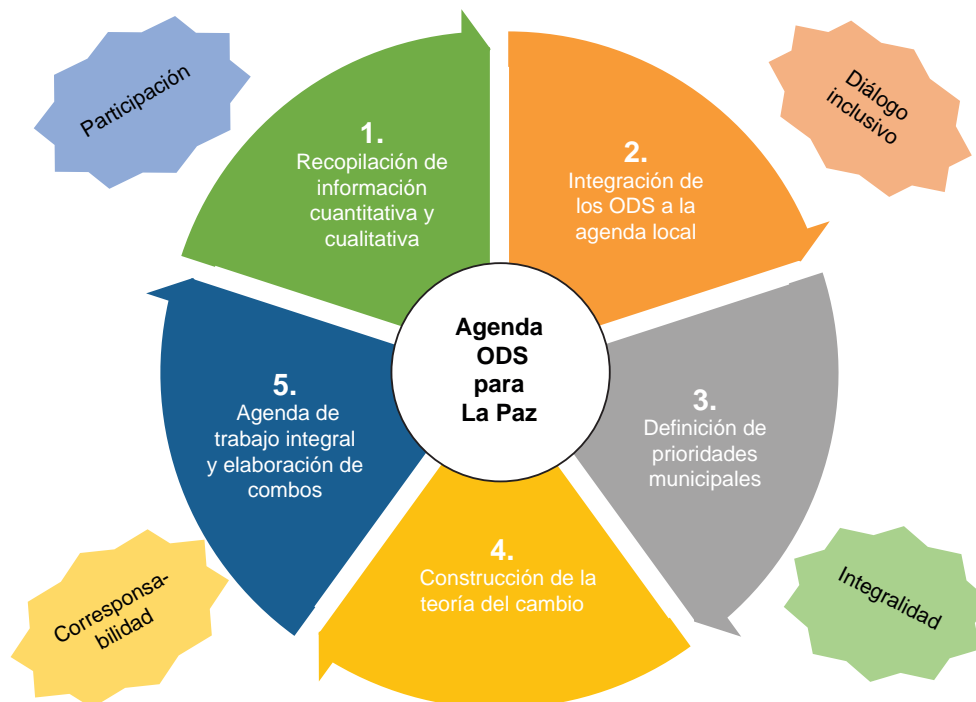 Participación
Diálogo
inclusivo
1.
Recopilación de
información
cuantitativa y
cualitativa
2.
Integración de
los ODS a la
agenda local
Agenda
ODS
para
La Paz
3.
Definición de
prioridades
municipales
4.
Construcción de la
teoría del cambio
5.
Agenda de
trabajo integral
y elaboración de
combos
Corresponsa-
bilidad
Integralidad